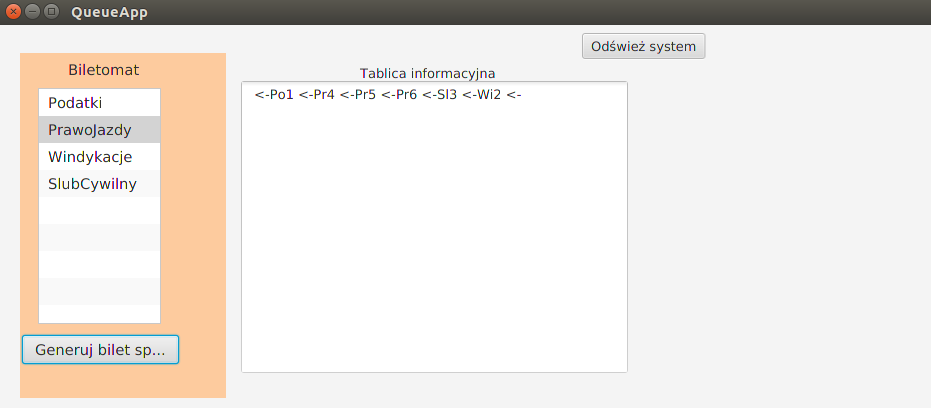 QueueApp
Odśwież system
Biletomat
Tablica informacyjna
<-Po1 <-Pr4 <-Pr5 <-Pr6 <-Sl3 <-Wi2 <-
Podatki
PrawoJazdy
Windykacje
SlubCywilny
Generuj bilet sp...